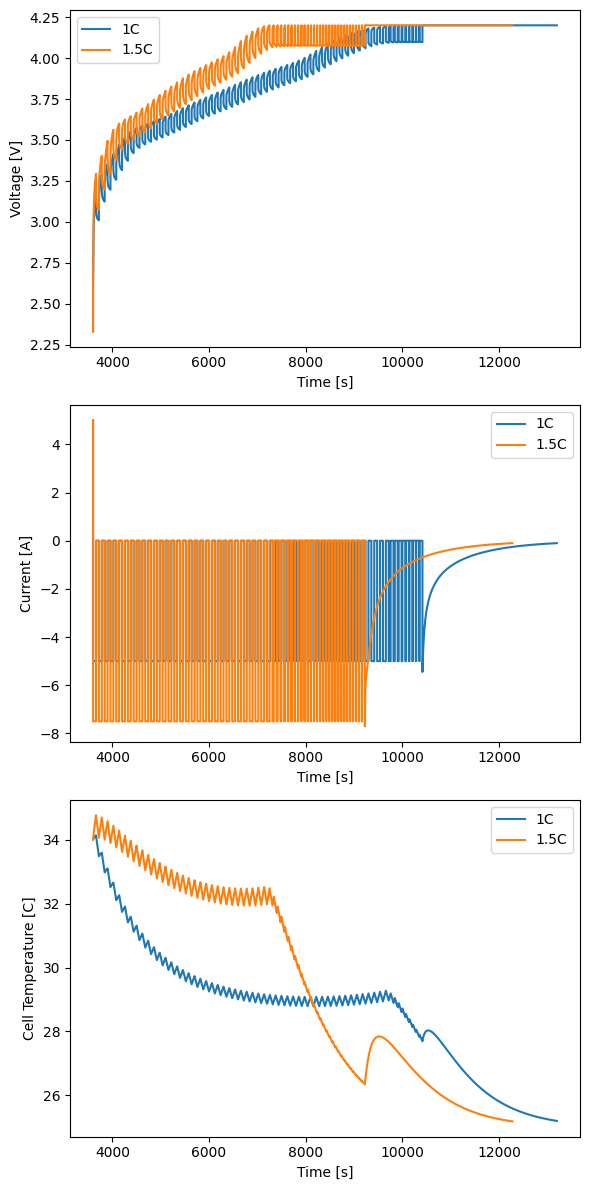 4.25
4.00
3.75
3.50
3.25
3.00
2.75
2.50
2.25
Voltage [V]
1C
1.5C
4000 6000 8000 10000 12000
Time [s]
4
2
0
−2
−4
−6
−8
Current [A]
1C
1.5C
4000 6000 8000 10000 12000
Time [s]
34
32
30
28
26
Cell Temperature [C]
1C
1.5C
4000 6000 8000 10000 12000
Time [s]